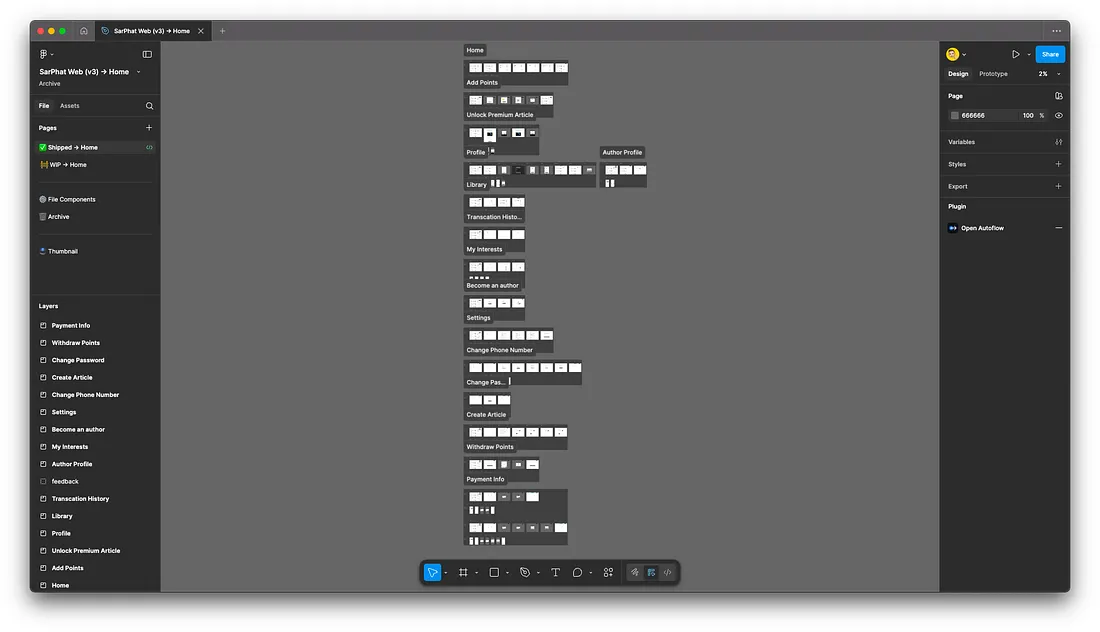 SarPhat Web (v3) → Home
SarPhat Web (v3) → Home
Archive
File
Assets
Pages
Shipped → Home
WIP → Home
File Components
Archive
Thumbnail
Layers
Payment Info
Withdraw Points
Change Password
Create Article
Change Phone Number
Settings
Become an author
My Interests
Author Profile
feedback
Transcation History
Library
Profile
Unlock Premium Article
Add Points
Home
Home
Add Points
Unlock Premium Article
Profile
Author Profile
Library
Transcation Histo...
My Interests
Become an author
Settings
Change Phone Number
Change Pas...
Create Article
Withdraw Points
Payment Info
Share
Design
Prototype
2%
Page
666666
100
%
Variables
Styles
Export
Plugin
Open Autoflow